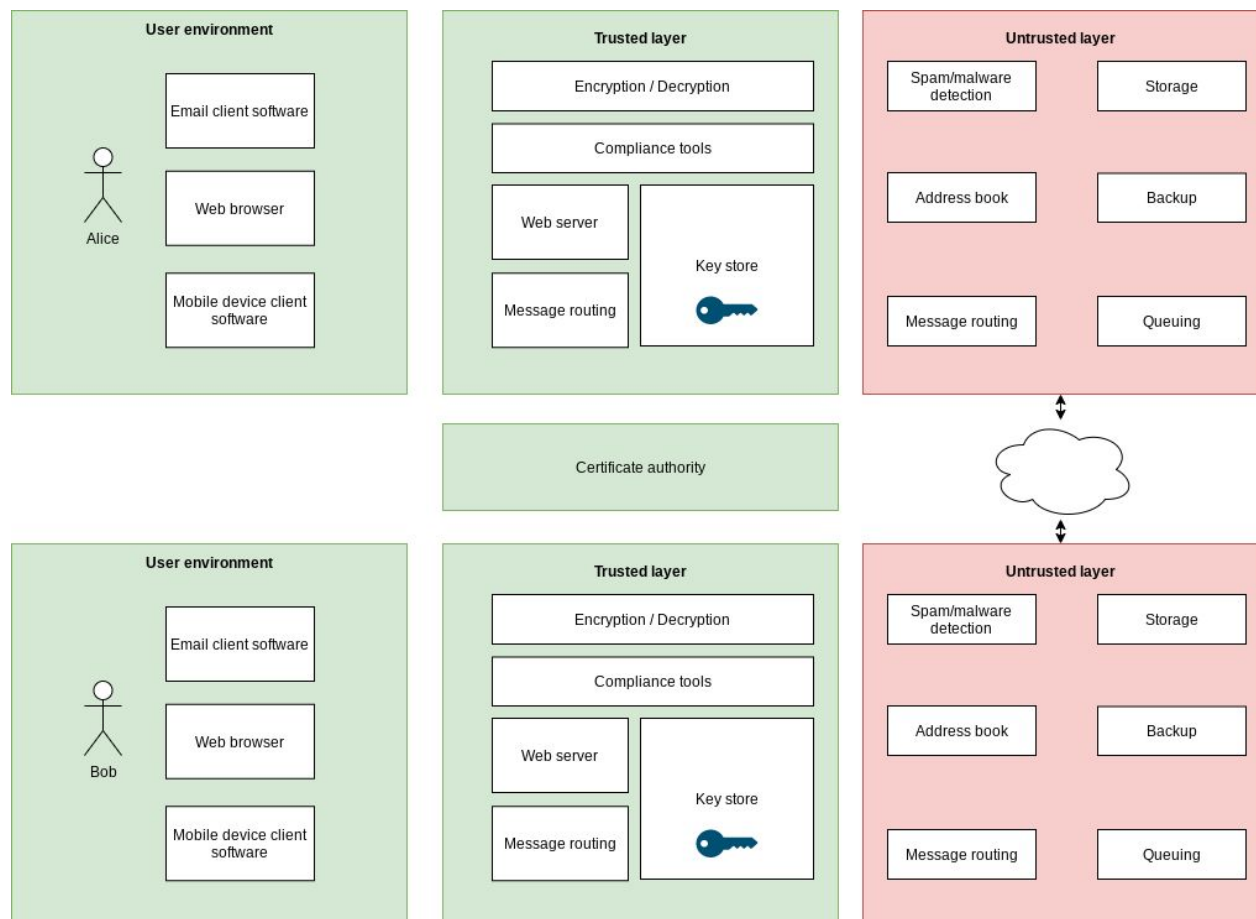 User environment
Email client software
Web browser
Alice
Mobile device client
software
Trusted layer
Encryption / Decryption
Compliance tools
Web server
Key store
Message routing
Untrusted layer
Spam/malware
detection
Storage
Address book
Backup
Message routing
Queuing
Certificate authority
User environment
Email client software
Web browser
Bob
Mobile device client
software
Trusted layer
Encryption / Decryption
Compliance tools
Web server
Key store
Message routing
Untrusted layer
Spam/malware
detection
Storage
Address book
Backup
Message routing
Queuing